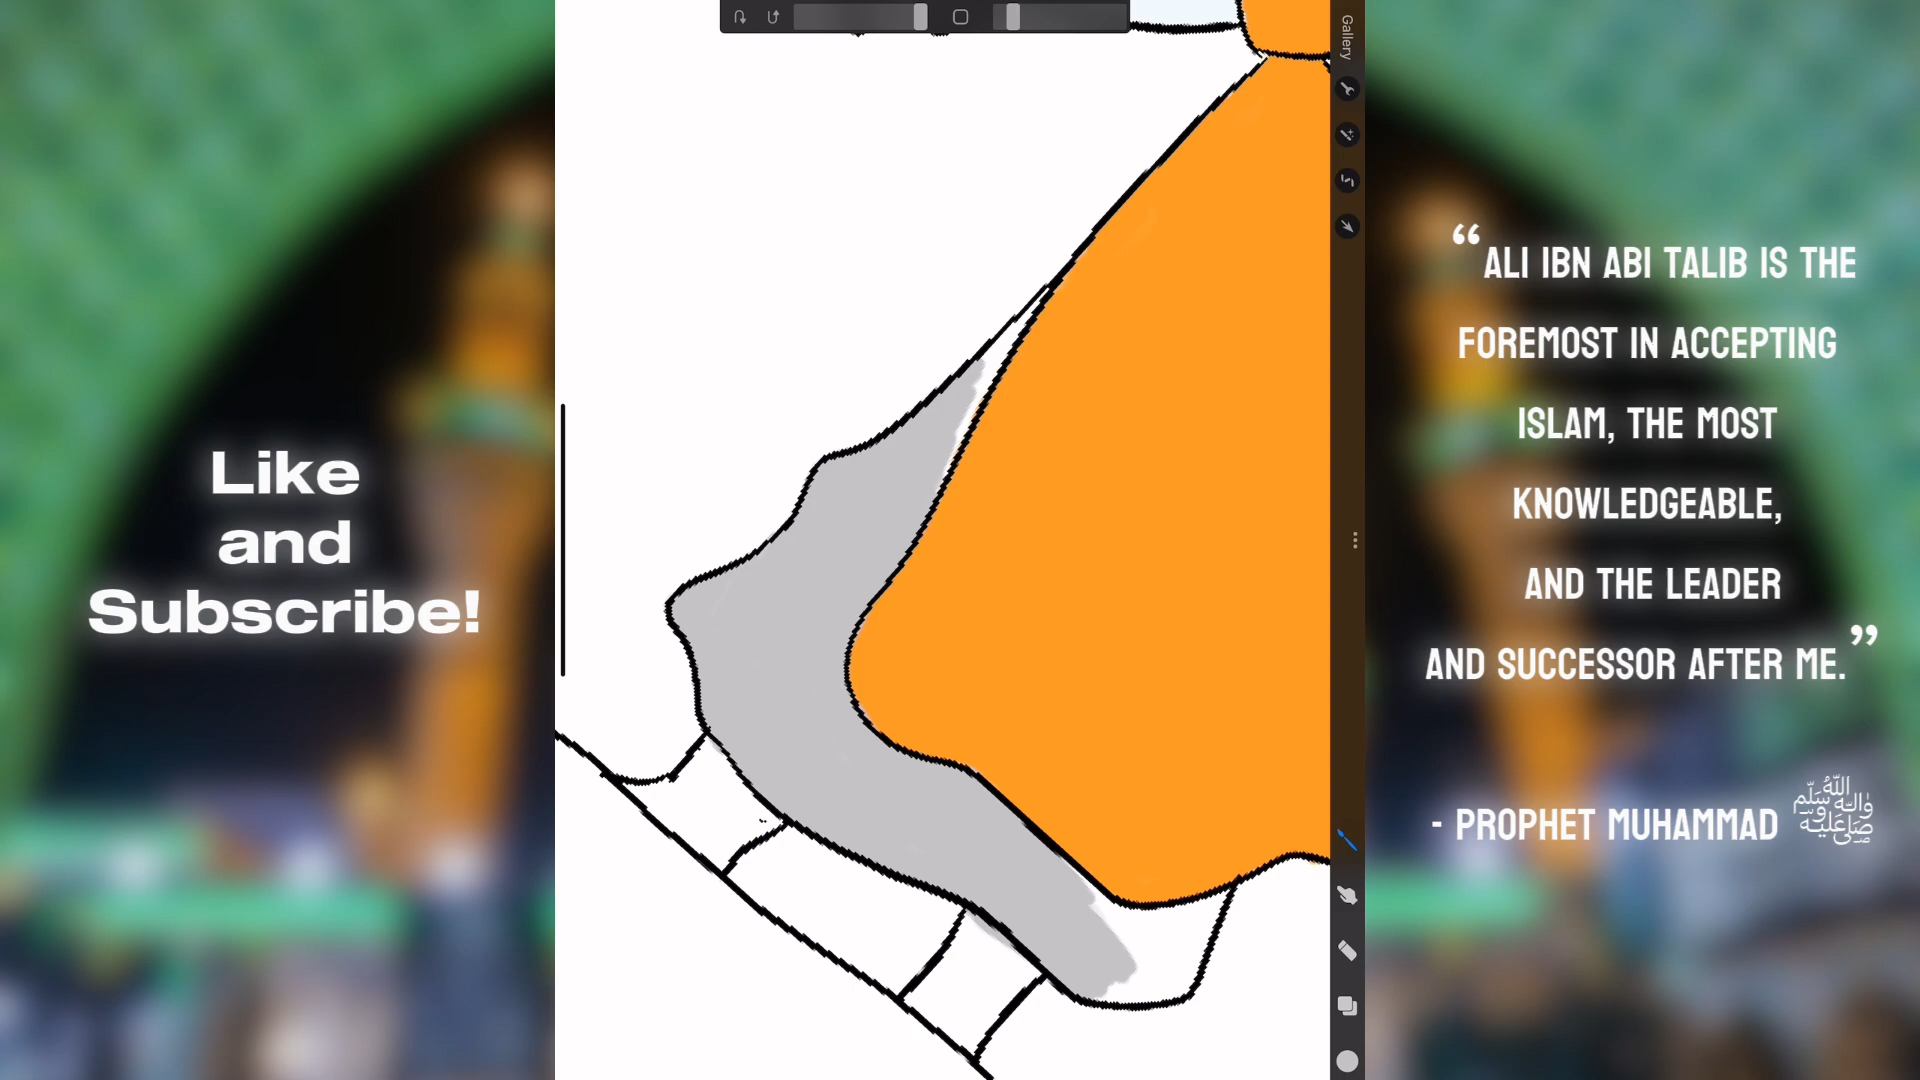 Like
and
Subscribe!
Gallery
“ALI IBN ABI TALIB IS THE
FOREMOST IN ACCEPTING
ISLAM, THE MOST
KNOWLEDGEABLE,
AND THE LEADER
AND SUCCESSOR AFTER ME.”
- PROPHET MUHAMMAD صَلَّى اللّٰهُ عَلَيْهِ وَآلِهِ وَسَلَّمَ